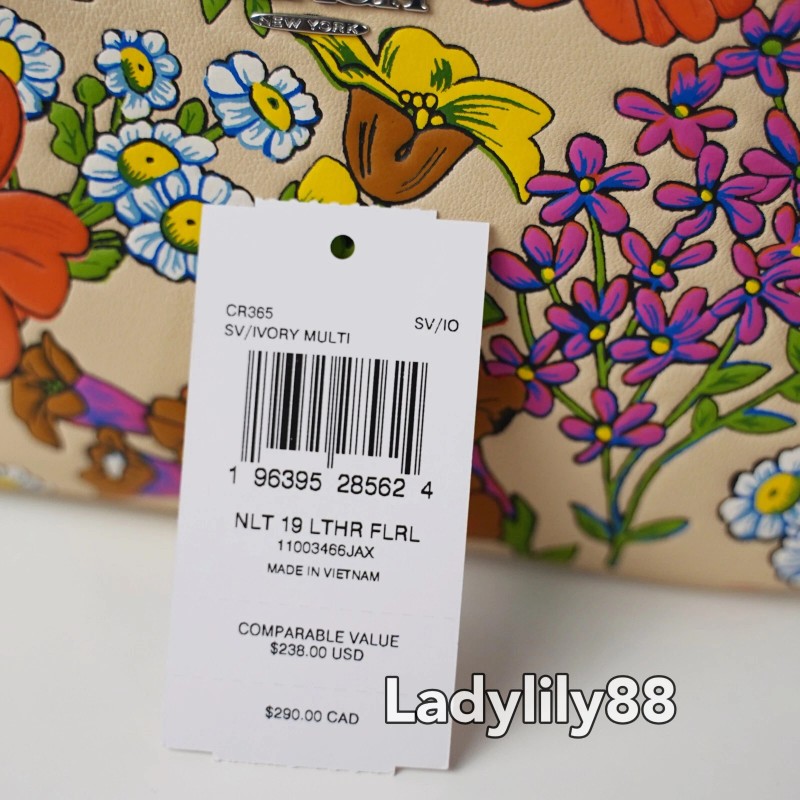 NEW YORK
CR365
SV/IVORY MULTI
SV/IO
1 96395 28562 4
NLT 19 LTHR FLRL
11003466JAX
MADE IN VIETNAM
COMPARABLE VALUE
$238.00 USD
$290.00 CAD
Ladylily88